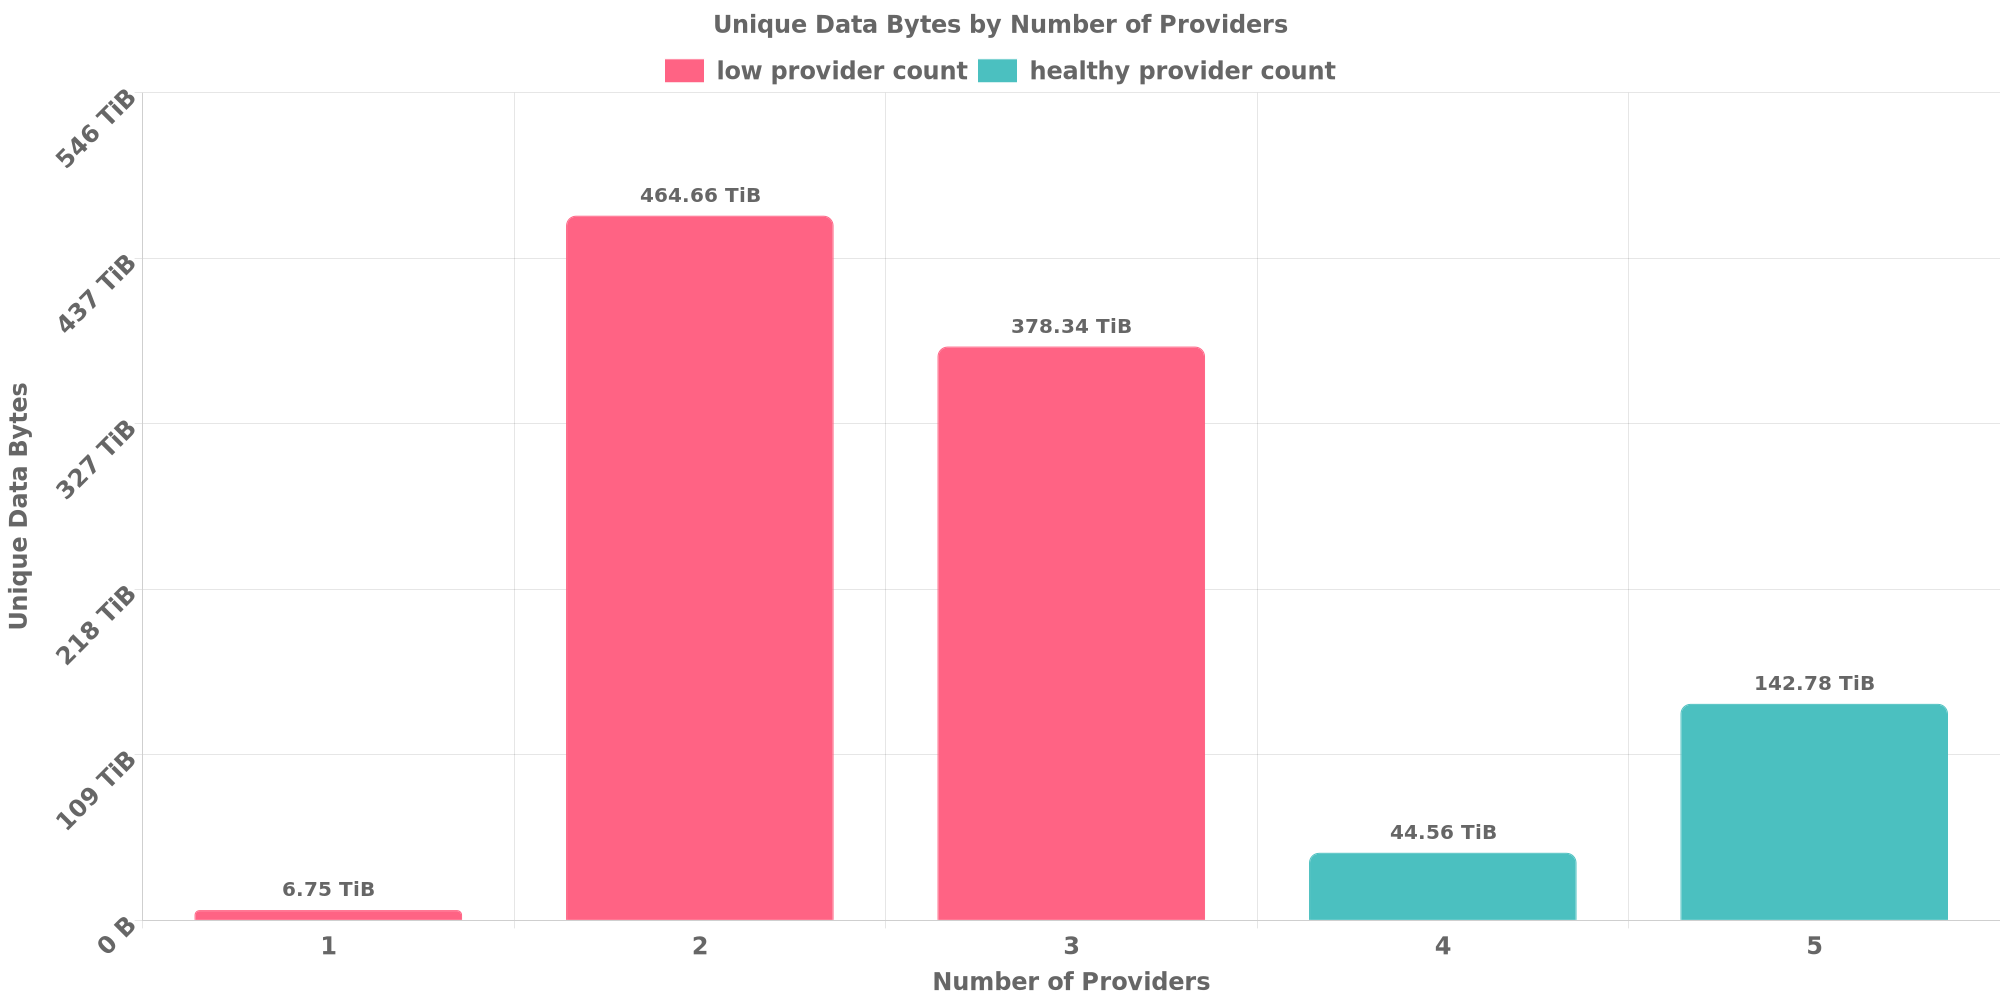 Unique Data Bytes by Number of Providers
low provider count
healthy provider count
546 TiB
437 TiB
327 TiB
218 TiB
109 TiB
0 B
Unique Data Bytes
6.75 TiB
464.66 TiB
378.34 TiB
44.56 TiB
142.78 TiB
1
2
3
4
5
Number of Providers